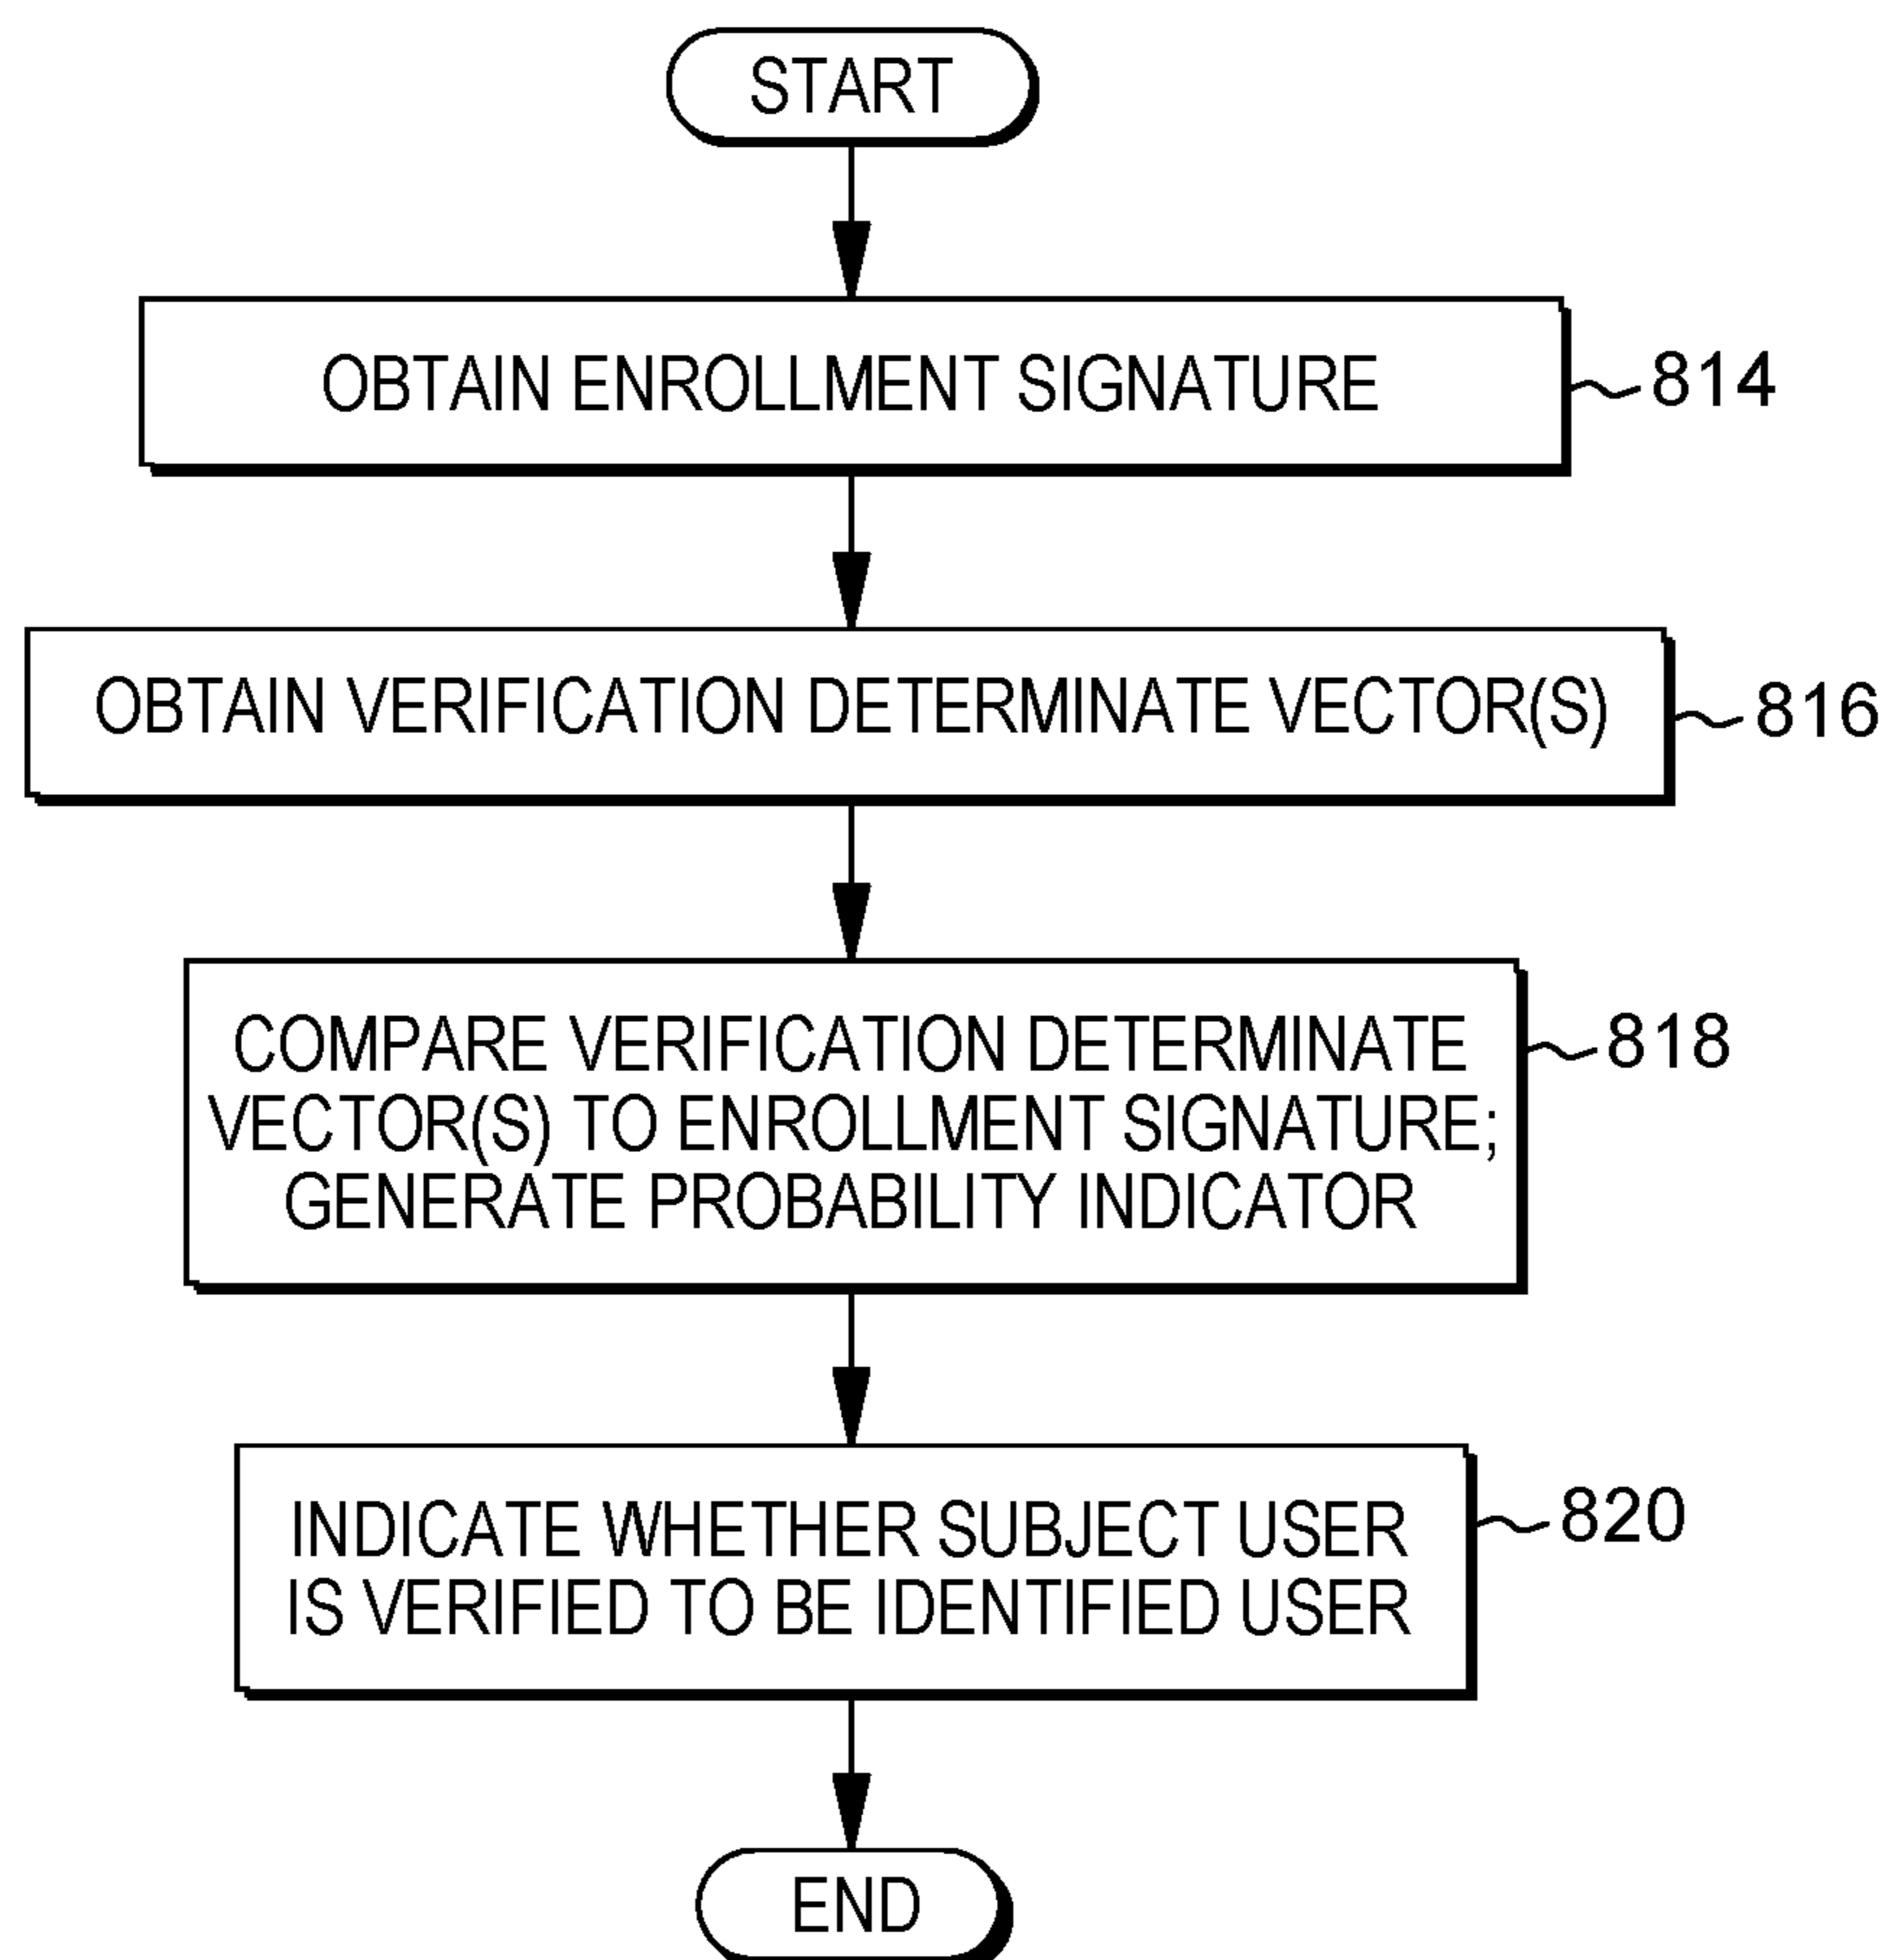 START
OBTAIN ENROLLMENT SIGNATURE
814
OBTAIN VERIFICATION DETERMINATE VECTOR(S)
816
COMPARE VERIFICATION DETERMINATE
VECTOR(S) TO ENROLLMENT SIGNATURE;
GENERATE PROBABILITY INDICATOR
818
INDICATE WHETHER SUBJECT USER
IS VERIFIED TO BE IDENTIFIED USER
820
END